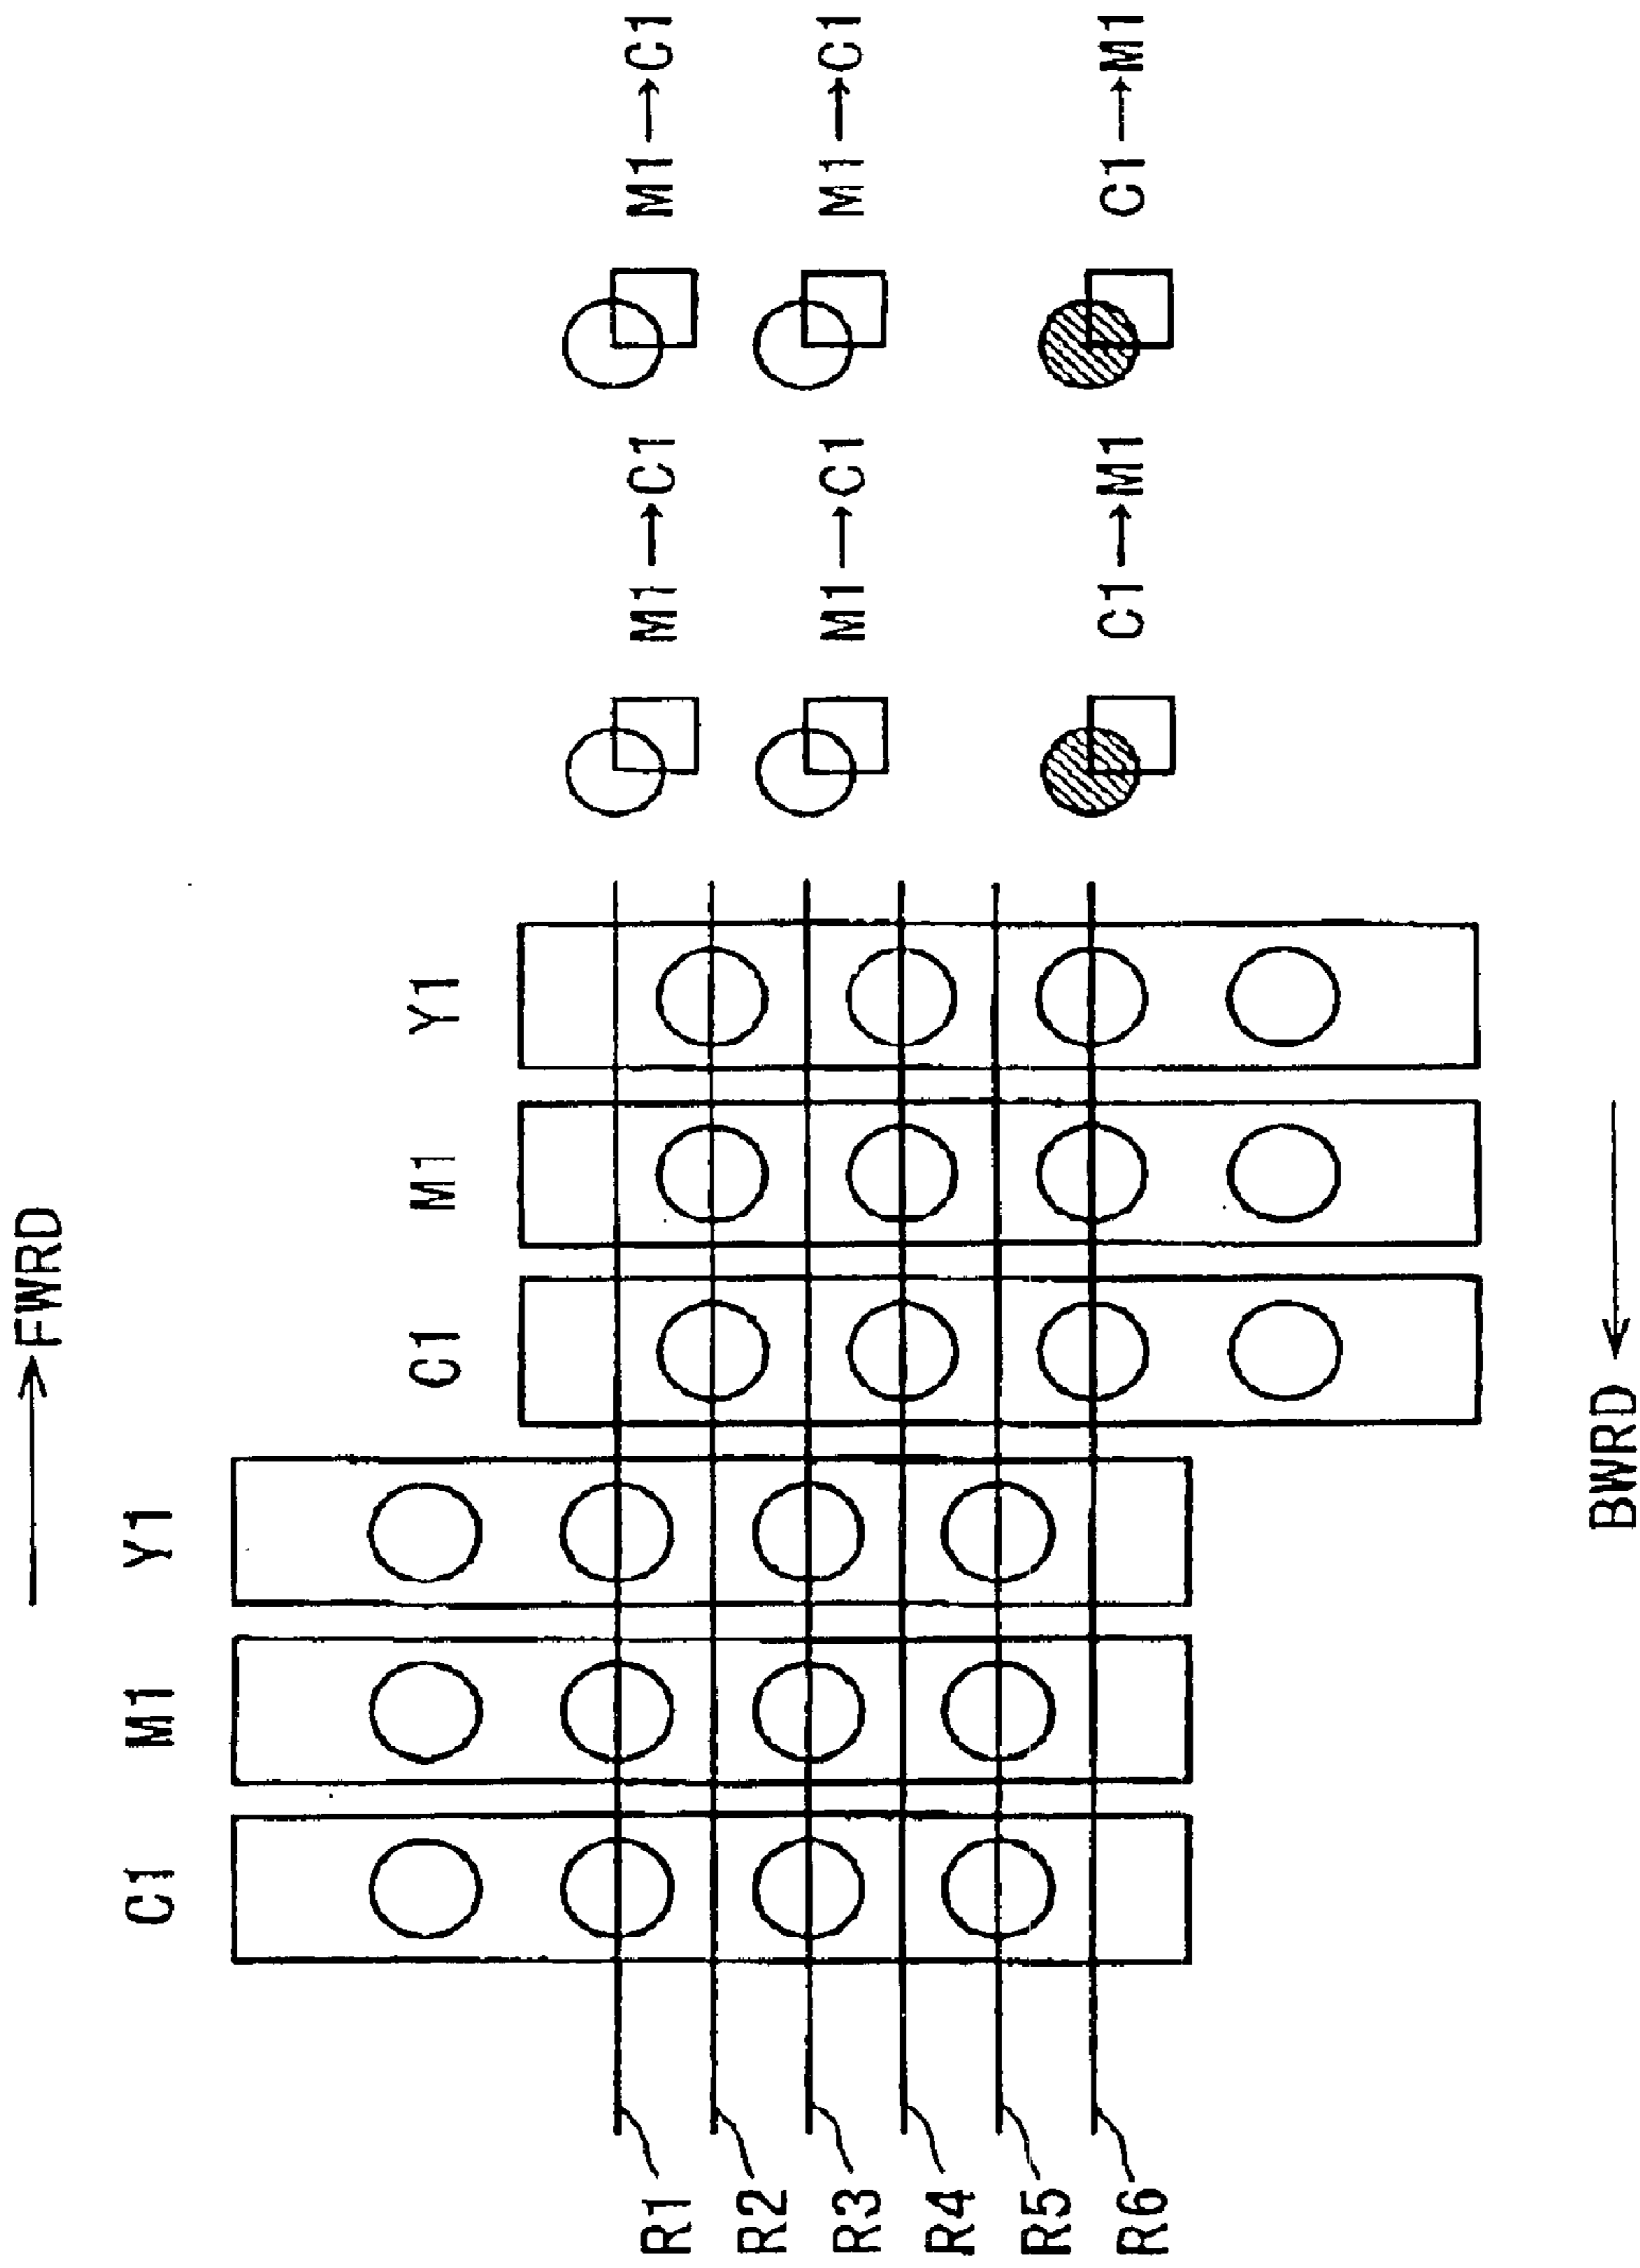 →FWRD
C1 M1 Y1
C1 M1 Y1
R1 M1→C1 M1→C1
R2
R3 M1→C1 M1→C1
R4
R5
R6 C1→M1 C1→M1
BWRD←